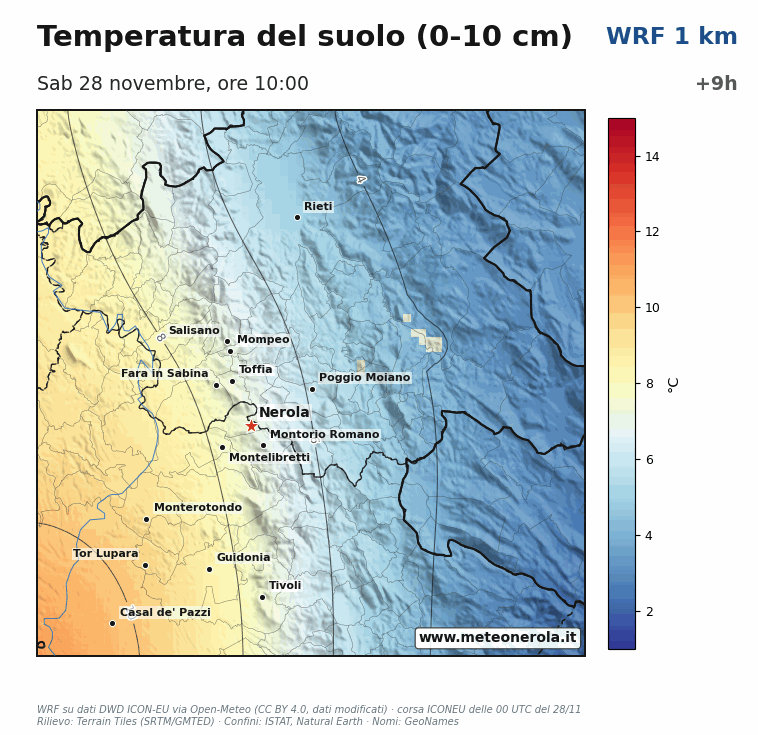 Temperatura del suolo (0-10 cm)
WRF 1 km
Sab 28 novembre, ore 10:00
+9h
4
Rieti
8
Salisano
Mompeo
Fara in Sabina
Toffia
Poggio Moiano
Nerola
Montorio Romano
Montelibretti
Monterotondo
Tor Lupara
Guidonia
Tivoli
Casal de' Pazzi
www.meteonerola.it
14
12
10
8
6
4
2
°C
WRF su dati DWD ICON-EU via Open-Meteo (CC BY 4.0, dati modificati) · corsa ICONEU delle 00 UTC del 28/11
Rilievo: Terrain Tiles (SRTM/GMTED) · Confini: ISTAT, Natural Earth · Nomi: GeoNames